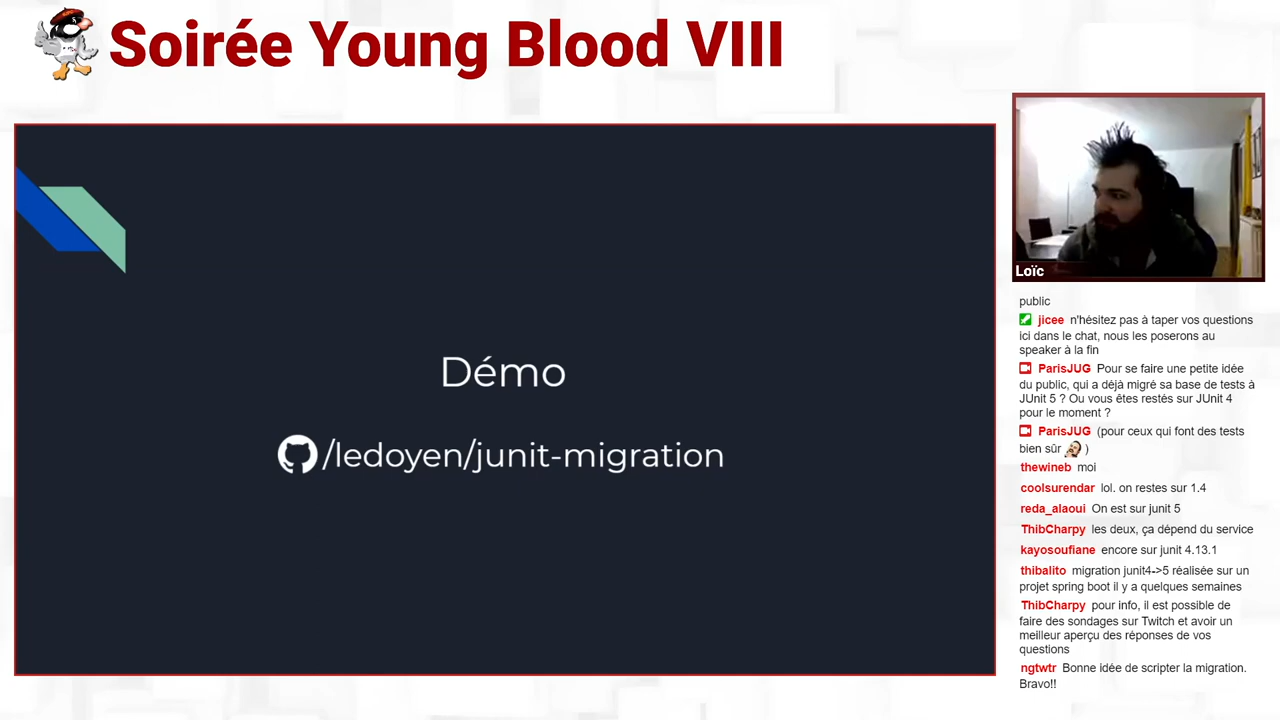 Soirée Young Blood VIII
Démo
/ledoyen/junit-migration
Loïc
public
jicee n'hésitez pas à taper vos questions
ici dans le chat, nous les poserons au
speaker à la fin
ParisJUG Pour se faire une petite idée
du public, qui a déjà migré sa base de tests à
JUnit 5 ? Ou vous êtes restés sur JUnit 4
pour le moment ?
ParisJUG (pour ceux qui font des tests
bien sûr )
thewineb moi
coolsurendar lol. on restes sur 1.4
reda_alaoui On est sur junit 5
ThibCharpy les deux, ça dépend du service
kayosoufiane encore sur junit 4.13.1
thibalito migration junit4->5 réalisée sur un
projet spring boot il y a quelques semaines
ThibCharpy pour info, il est possible de
faire des sondages sur Twitch et avoir un
meilleur aperçu des réponses de vos
questions
ngtwtr Bonne idée de scripter la migration.
Bravo!!